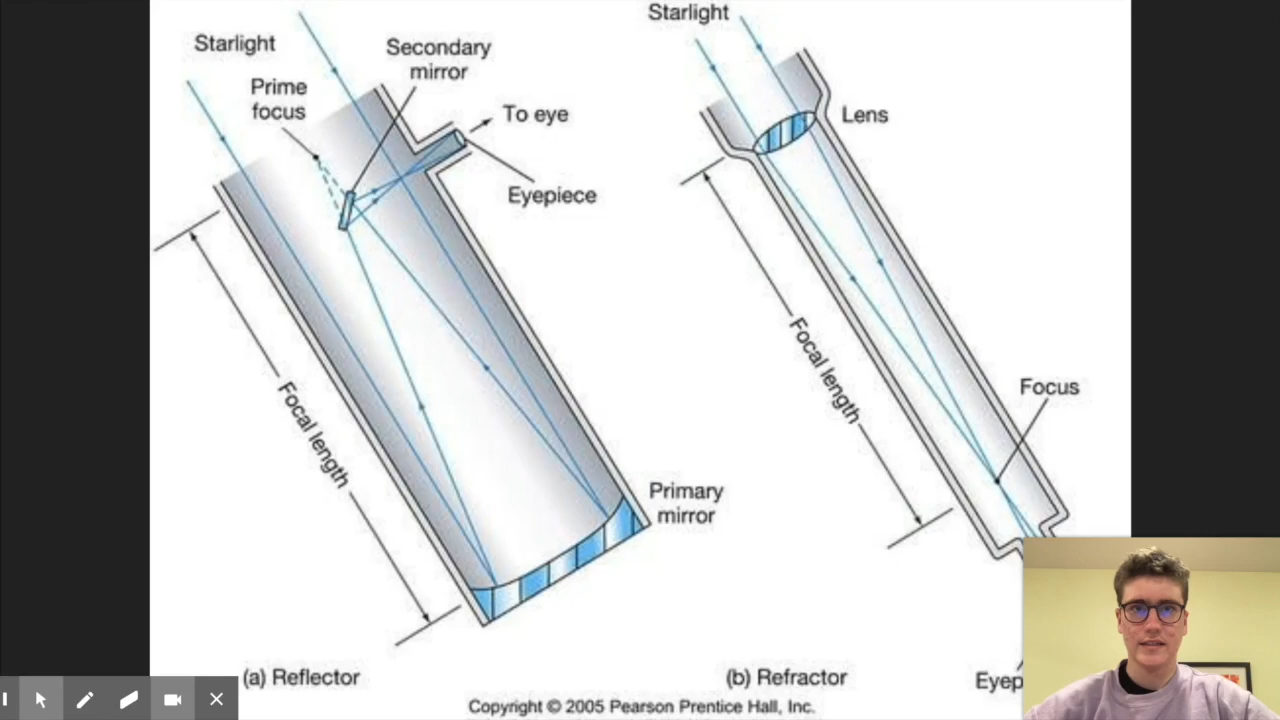 Starlight
Prime
focus
Secondary
mirror
To eye
Eyepiece
Focal length
Primary
mirror
(a) Reflector
Starlight
Lens
Focal length
Focus
(b) Refractor
Eyep
Copyright © 2005 Pearson Prentice Hall, Inc.